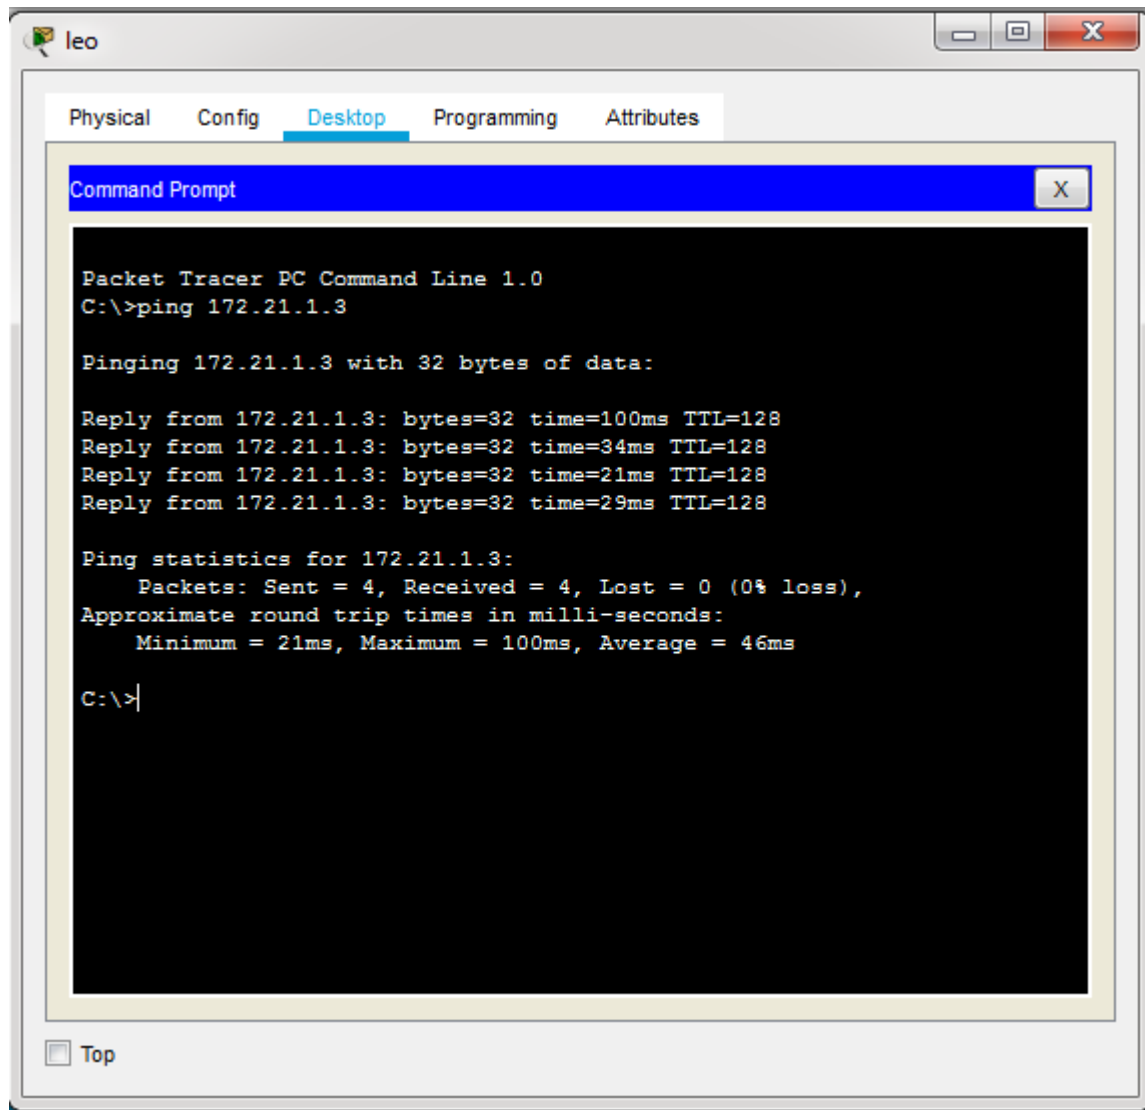 leo
Physical Config Desktop Programming Attributes
Command Prompt X
Packet Tracer PC Command Line 1.0
C:\>ping 172.21.1.3
Pinging 172.21.1.3 with 32 bytes of data:
Reply from 172.21.1.3: bytes=32 time=100ms TTL=128
Reply from 172.21.1.3: bytes=32 time=34ms TTL=128
Reply from 172.21.1.3: bytes=32 time=21ms TTL=128
Reply from 172.21.1.3: bytes=32 time=29ms TTL=128
Ping statistics for 172.21.1.3:
Packets: Sent = 4, Received = 4, Lost = 0 (0% loss),
Approximate round trip times in milli-seconds:
Minimum = 21ms, Maximum = 100ms, Average = 46ms
C:\>
Top